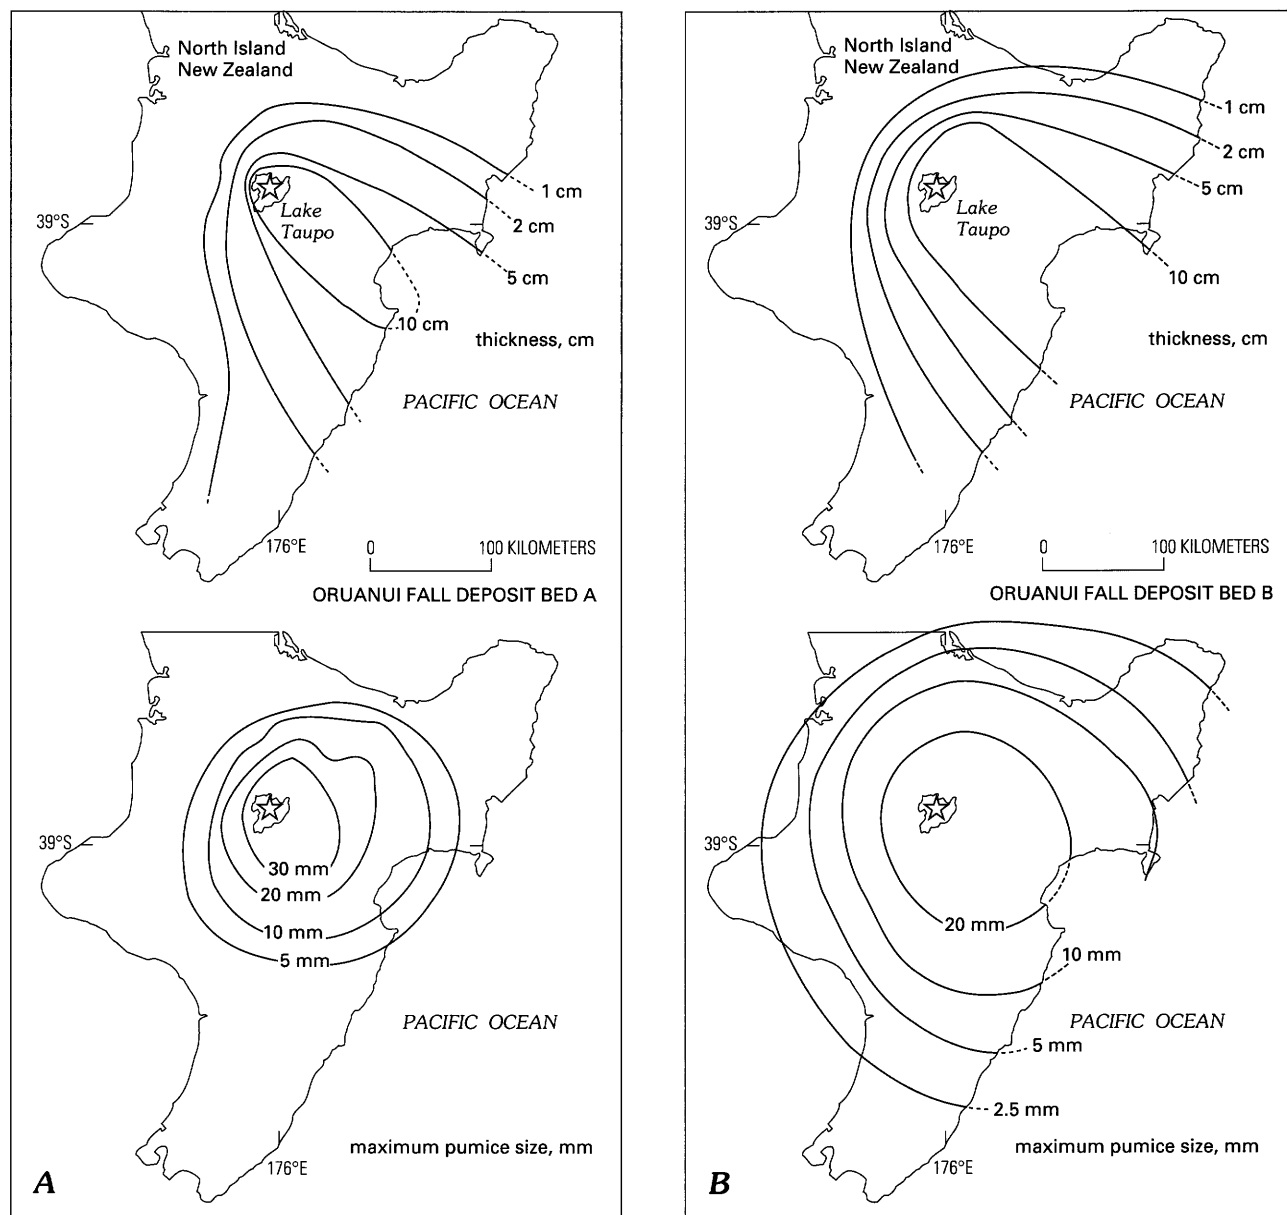 North Island
New Zealand
1 cm
2 cm
5 cm
10 cm
39°S
Lake
Taupo
thickness, cm
PACIFIC OCEAN
176°E
0
100 KILOMETERS
ORUANUI FALL DEPOSIT BED A
39°S
30 mm
20 mm
10 mm
5 mm
PACIFIC OCEAN
176°E
maximum pumice size, mm
A
North Island
New Zealand
1 cm
2 cm
5 cm
10 cm
39°S
Lake
Taupo
thickness, cm
PACIFIC OCEAN
176°E
0
100 KILOMETERS
ORUANUI FALL DEPOSIT BED B
39°S
20 mm
10 mm
PACIFIC OCEAN
5 mm
2.5 mm
176°E
maximum pumice size, mm
B